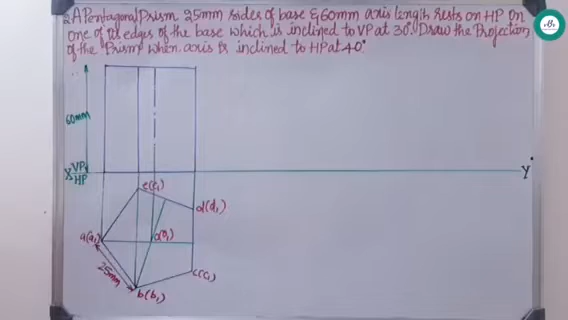 2. A Pentagonal Prism 25mm sides of base & 60mm axis length, rests on HP on
one of its edges of the base which is inclined to VP at 30°. Draw the Projection
of the Prism when axis is inclined to HP at 40°
60mm
X VP
HP
Y
e(e₁)
d(d₁)
a(a₁)
o(o₁)
c(c₁)
25mm
b(b₁)